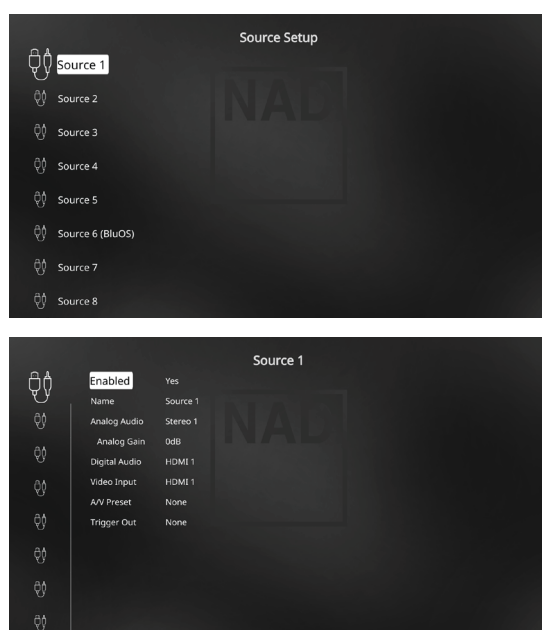 Source Setup
Source 1
Source 2
Source 3
Source 4
Source 5
Source 6 (BluOS)
Source 7
Source 8
NAD
Source 1
Enabled Yes
Name Source 1
Analog Audio Stereo 1
Analog Gain 0dB
Digital Audio HDMI 1
Video Input HDMI 1
A/V Preset None
Trigger Out None
NAD